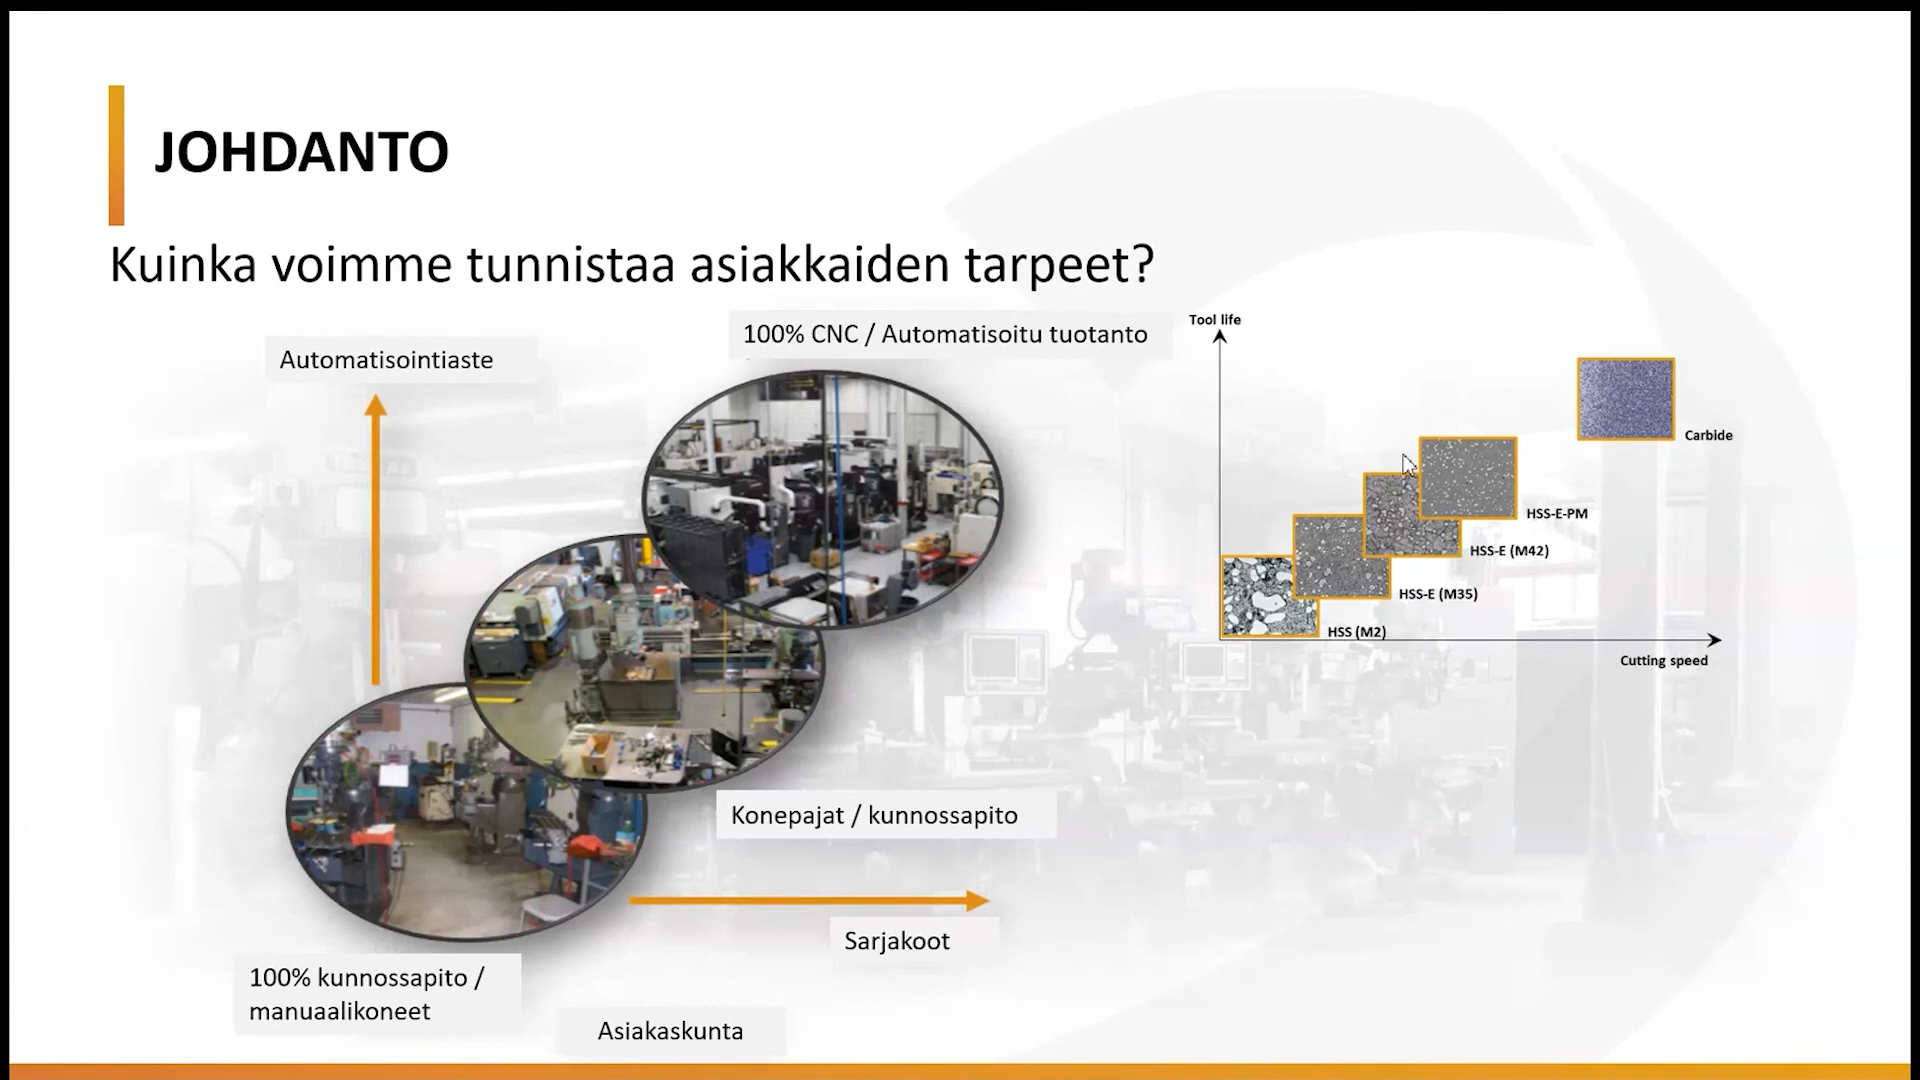 JOHDANTO
Kuinka voimme tunnistaa asiakkaiden tarpeet?
Automatisointiaste
100% CNC / Automatisoitu tuotanto
Konepajat / kunnossapito
Sarjakoot
100% kunnossapito /
manuaalikoneet
Asiakaskunta
Tool life
Carbide
HSS-E-PM
HSS-E (M42)
HSS-E (M35)
HSS (M2)
Cutting speed